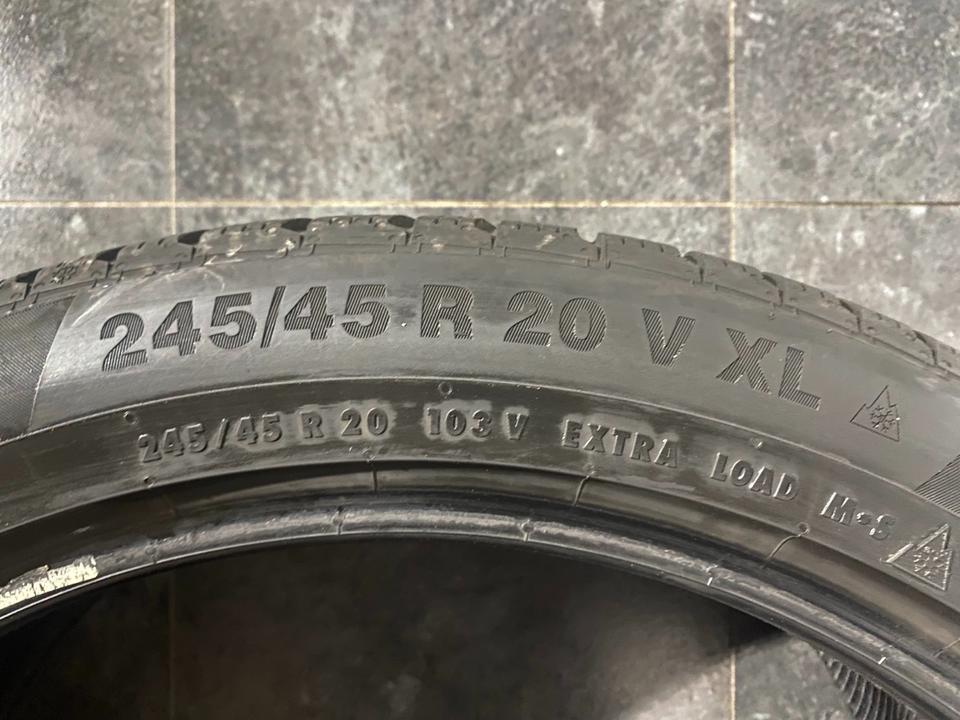 245/45 R 20 V XL
245/45 R 20 103 V EXTRA LOAD M•S